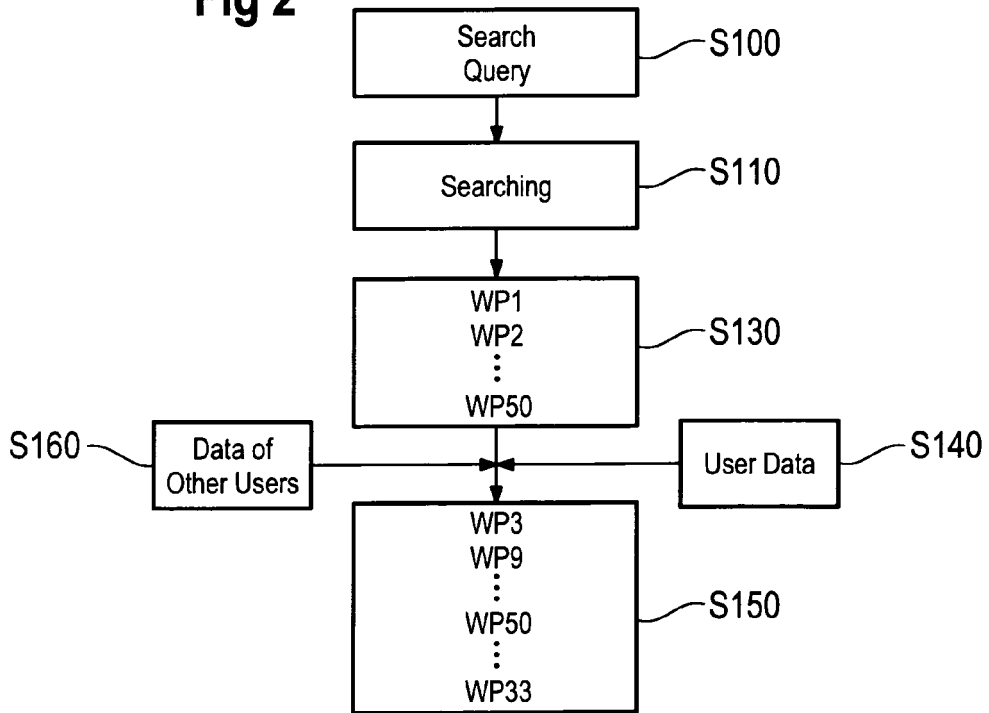 Fig 2
Search
Query
S100
Searching
S110
WP1
WP2
WP50
S130
S160
Data of
Other Users
User Data
S140
WP3
WP9
WP50
WP33
S150